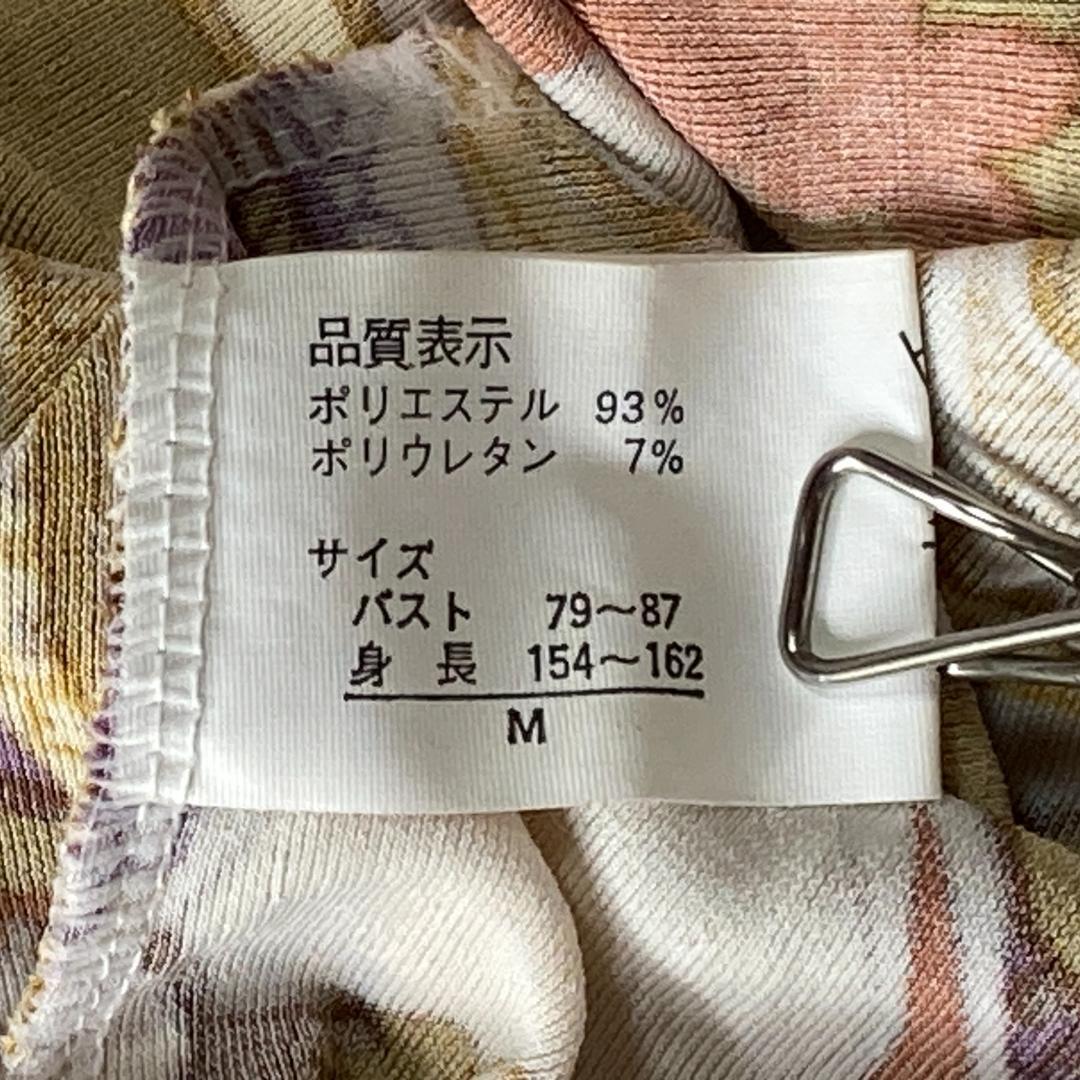 品質表示
ポリエステル 93%
ポリウレタン 7%
サイズ
バスト 79〜87
身 長 154〜162
M